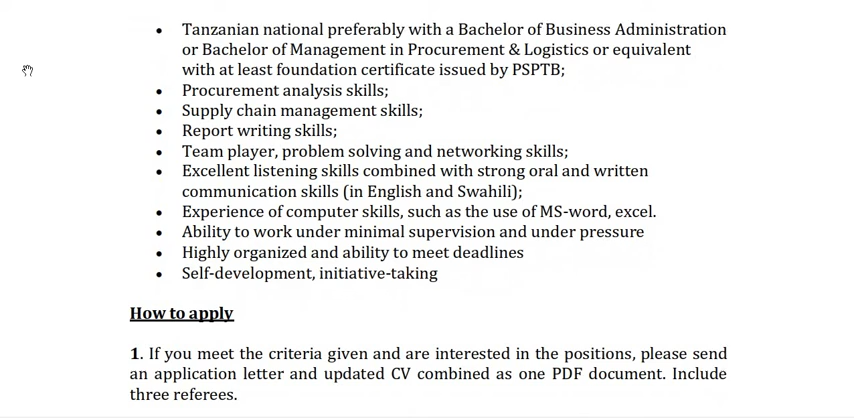 • Tanzanian national preferably with a Bachelor of Business Administration
or Bachelor of Management in Procurement & Logistics or equivalent
with at least foundation certificate issued by PSPTB;
• Procurement analysis skills;
• Supply chain management skills;
• Report writing skills;
• Team player, problem solving and networking skills;
• Excellent listening skills combined with strong oral and written
communication skills (in English and Swahili);
• Experience of computer skills, such as the use of MS-word, excel.
• Ability to work under minimal supervision and under pressure
• Highly organized and ability to meet deadlines
• Self-development, initiative-taking
How to apply
1. If you meet the criteria given and are interested in the positions, please send
an application letter and updated CV combined as one PDF document. Include
three referees.